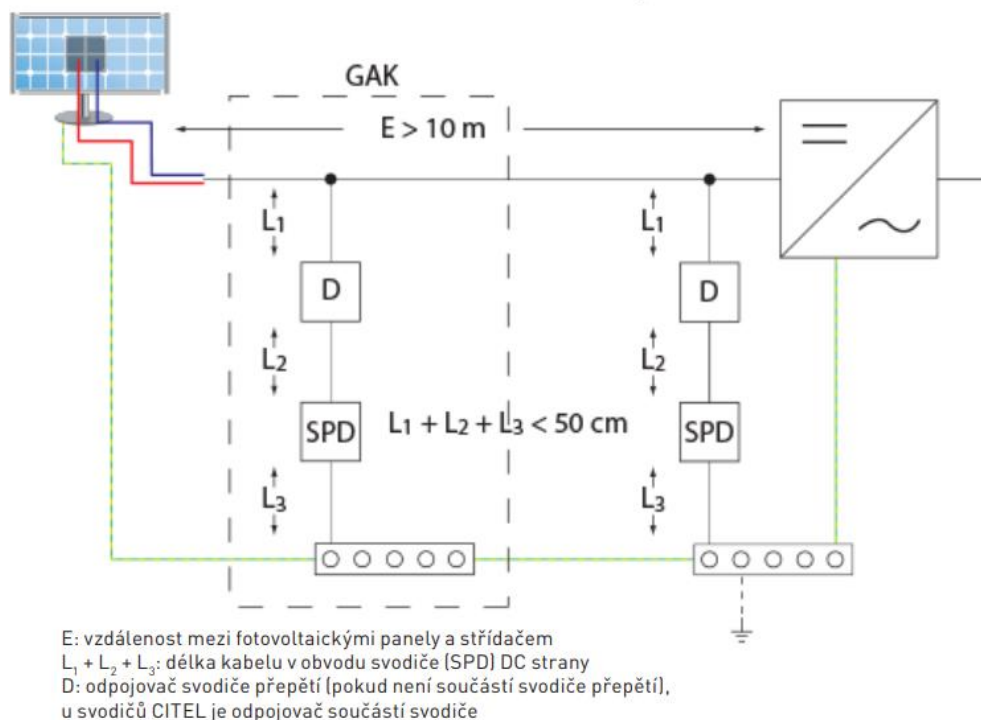 GAK
E > 10 m
L₁ L₁
D D
L₂ L₂
SPD L₁ + L₂ + L₃ < 50 cm SPD
L₃ L₃
E: vzdálenost mezi fotovoltaickými panely a střídačem
L₁ + L₂ + L₃: délka kabelu v obvodu svodiče (SPD) DC strany
D: odpojovač svodiče přepětí (pokud není součástí svodiče přepětí),
u svodičů CITEL je odpojovač součástí svodiče